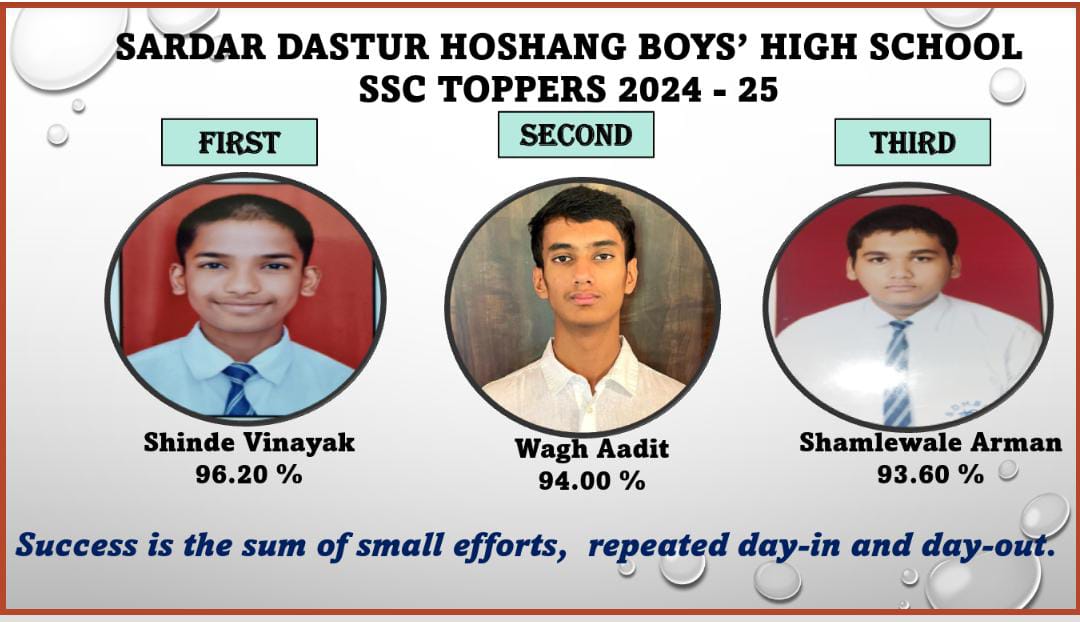 SARDAR DASTUR HOSHANG BOYS’ HIGH SCHOOL
SSC TOPPERS 2024 - 25
FIRST
SECOND
THIRD
Shinde Vinayak
96.20 %
Wagh Aadit
94.00 %
Shamlewale Arman
93.60 %
Success is the sum of small efforts, repeated day-in and day-out.